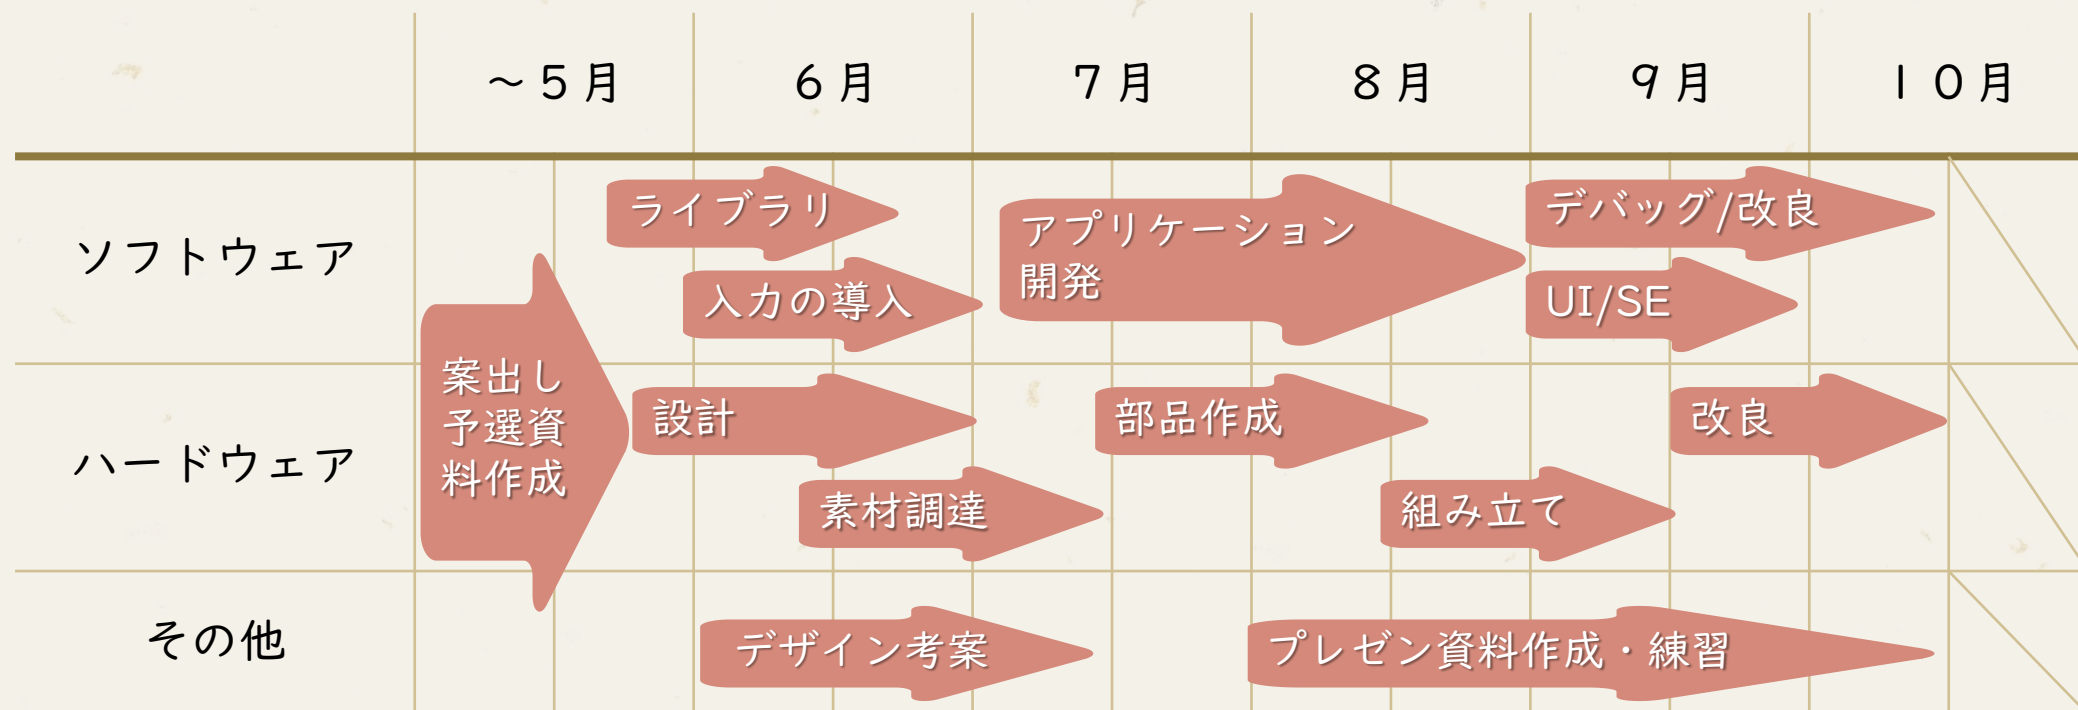 ～５月
６月
７月
８月
９月
１０月
ソフトウェア
ライブラリ
入力の導入
アプリケーション
開発
デバッグ/改良
UI/SE
案出し
予選資
料作成
ハードウェア
設計
素材調達
部品作成
組み立て
改良
その他
デザイン考案
プレゼン資料作成・練習